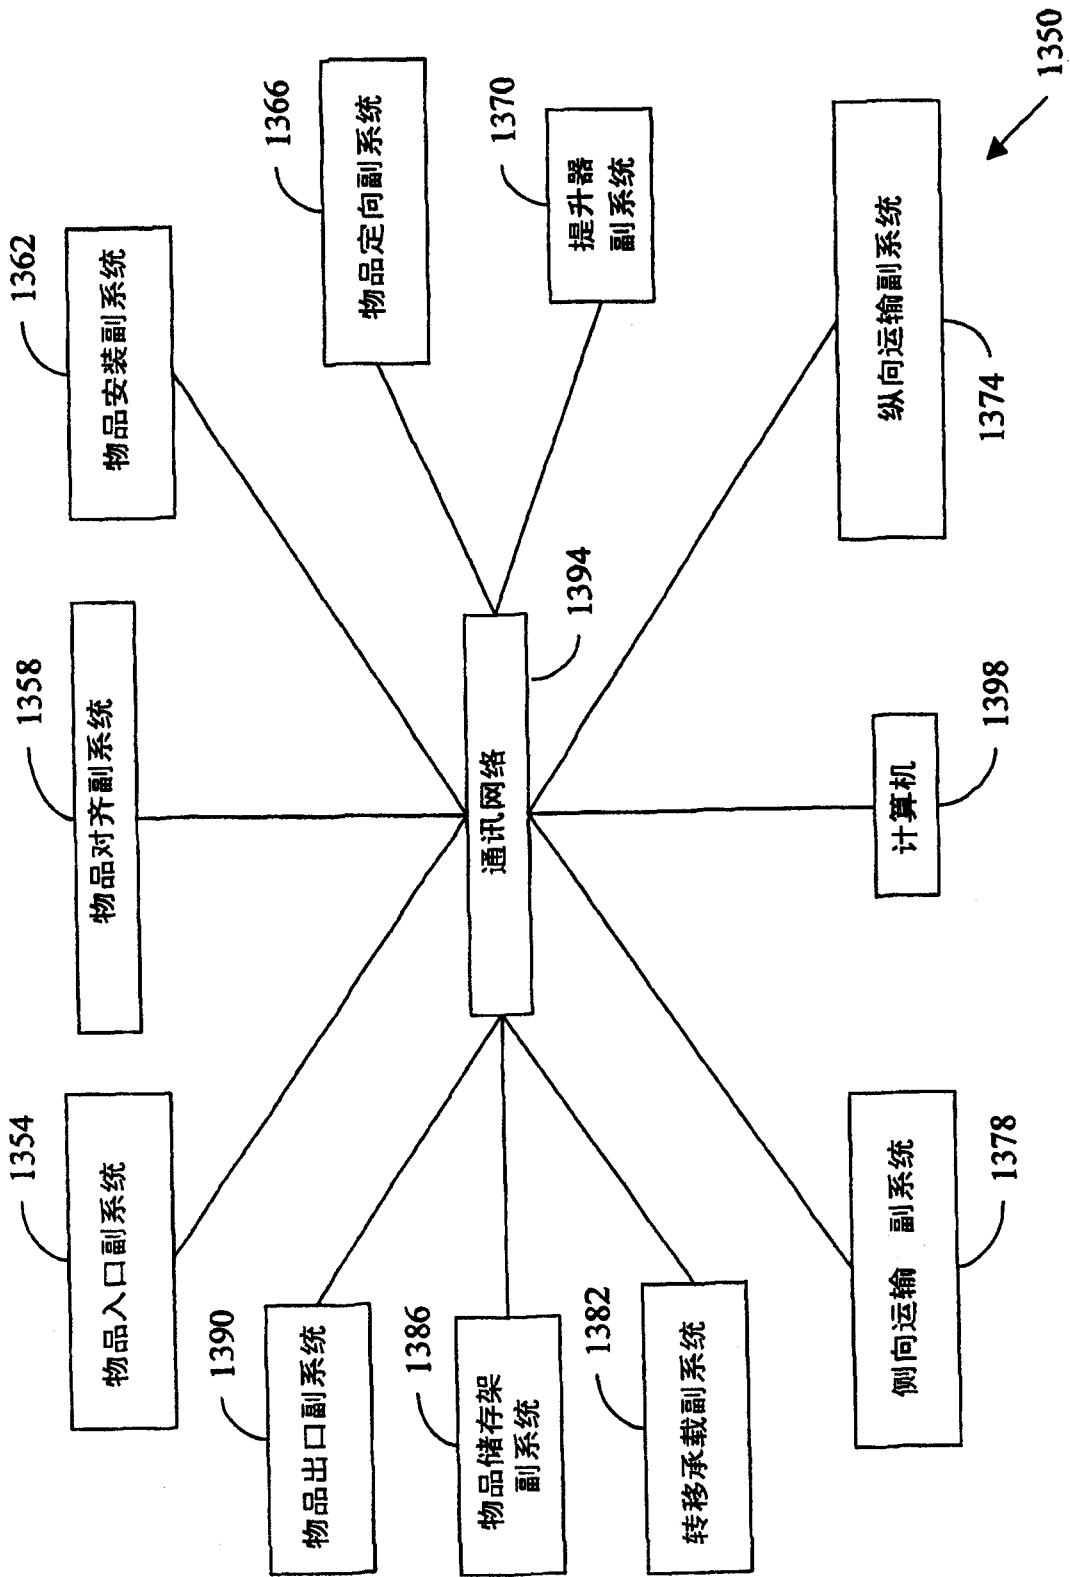 1354
物品入口副系统
1358
物品对齐副系统
1362
物品安装副系统
1390
物品出口副系统
1366
物品定向副系统
1386
物品储存架
副系统
通讯网络
1394
1370
提升器
副系统
1382
转移承载副系统
侧向运输 副系统
1378
计算机
1398
纵向运输副系统
1374
1350